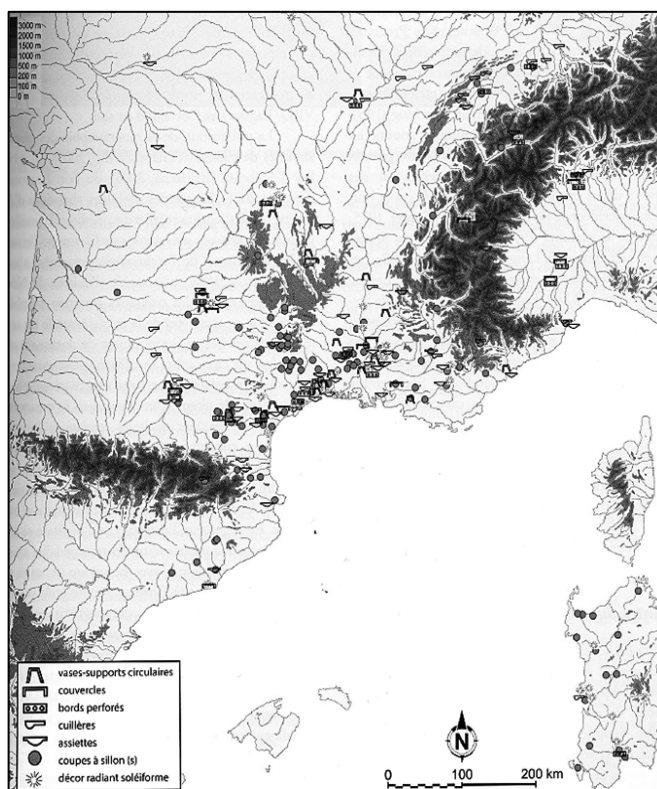 3000 m
2000 m
1000 m
500 m
200 m
100 m
0 m
vases-supports circulaires
couvercles
bords perforés
cuillères
assiettes
coupes à sillon (s)
décor radiant soléiforme
N
0 100 200 km